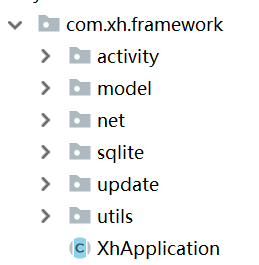 com.xh.framework
activity
model
net
sqlite
update
utils
C XhApplication